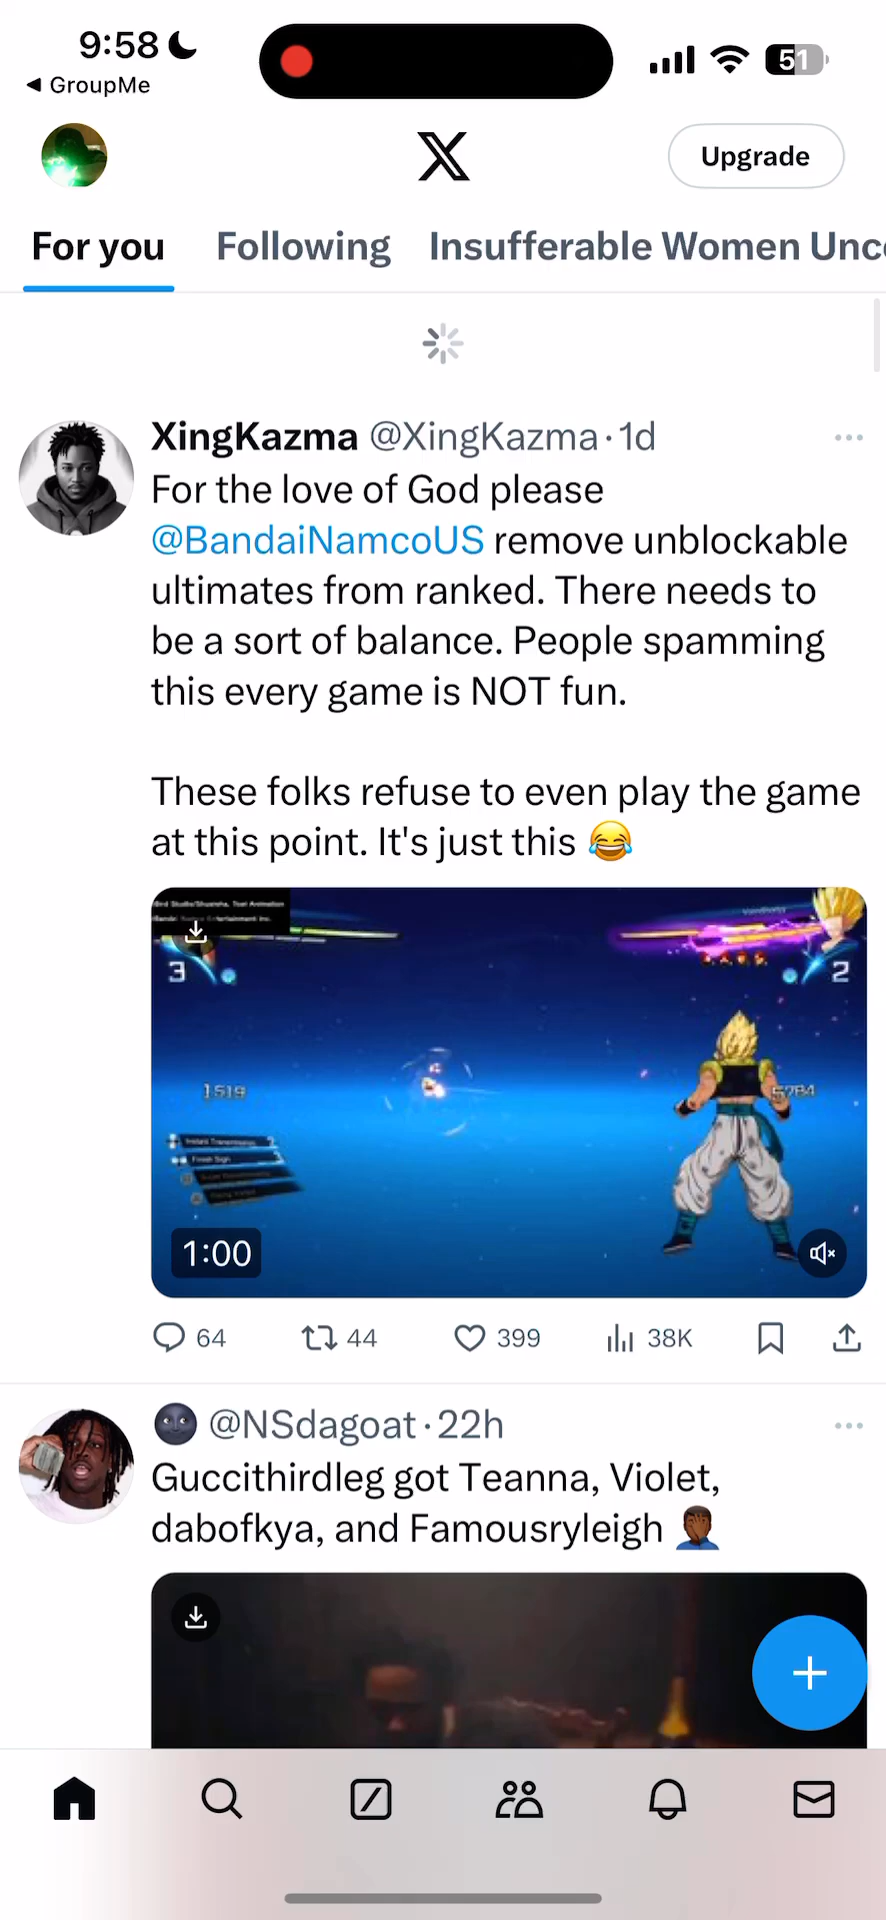 9:58
51
◀ GroupMe
Upgrade
For you Following Insufferable Women Unc
XingKazma @XingKazma · 1d
For the love of God please
@BandaiNamcoUS remove unblockable
ultimates from ranked. There needs to
be a sort of balance. People spamming
this every game is NOT fun.
These folks refuse to even play the game
at this point. It's just this 😂
3
2
1519
5784
Instant Transmission
1:00
64 44 399 38K
🌚 @NSdagoat · 22h
Guccithirdleg got Teanna, Violet,
dabofkya, and Famousryleigh 🤦🏾‍♂️